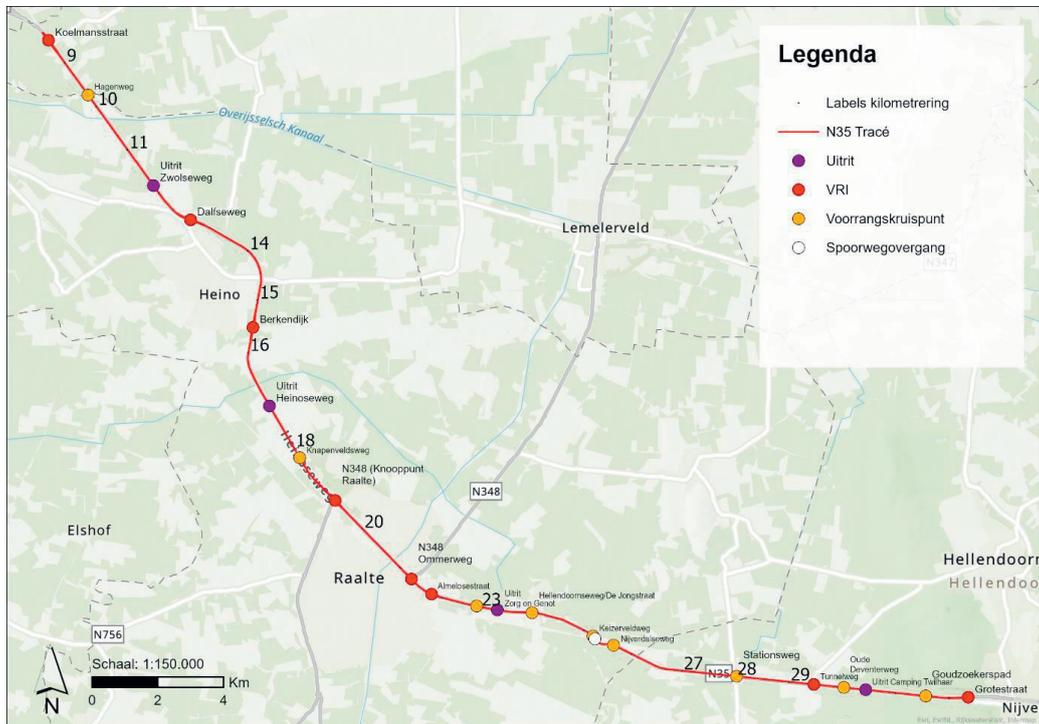 Koelmansstraat
9
Hagenweg
10
Overijsselsch Kanaal
11
Uitrit
Zwolseweg
Dalfseweg
14
Heino
15
Berkendijk
16
Uitrit
Heinoseweg
18
Knapenveldsweg
N348 (Knooppunt
Raalte)
20
Elshof
N348
Ommerweg
Raalte
Almelosestraat
23
Uitrit
Zorg en Genot
Hellendoornseweg/De Jongstraat
Keizerveldweg
Nijverdalseweg
27
N35
Stationsweg
28
29
Tunnelweg
Oude
Deventerweg
Uitrit Camping Twilhaar
Goudzoekerspad
Grotestraat
Nijve
Lemelerveld
N347
N348
Hellendoorn
Hellendoo
N756
Schaal: 1:150.000
0 2 4 Km
N
Legenda
Labels kilometrering
N35 Tracé
Uitrit
VRI
Voorrangskruispunt
Spoorwegovergang